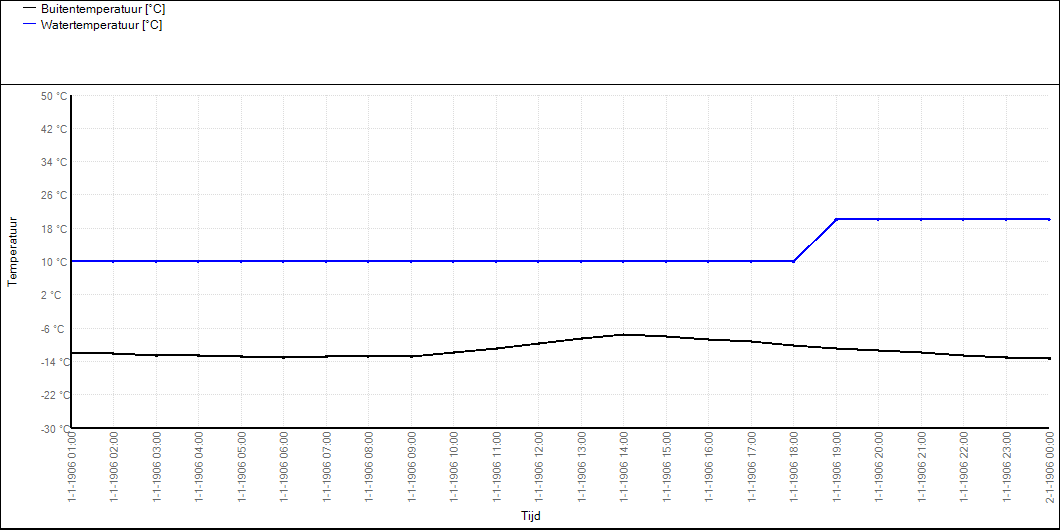 Buitentemperatuur [°C]
Watertemperatuur [°C]
50 °C
42 °C
34 °C
26 °C
18 °C
10 °C
2 °C
-6 °C
-14 °C
-22 °C
-30 °C
Temperatuur
1-1-1906 01:00
1-1-1906 02:00
1-1-1906 03:00
1-1-1906 04:00
1-1-1906 05:00
1-1-1906 06:00
1-1-1906 07:00
1-1-1906 08:00
1-1-1906 09:00
1-1-1906 10:00
1-1-1906 11:00
1-1-1906 12:00
1-1-1906 13:00
1-1-1906 14:00
1-1-1906 15:00
1-1-1906 16:00
1-1-1906 17:00
1-1-1906 18:00
1-1-1906 19:00
1-1-1906 20:00
1-1-1906 21:00
1-1-1906 22:00
1-1-1906 23:00
2-1-1906 00:00
Tijd